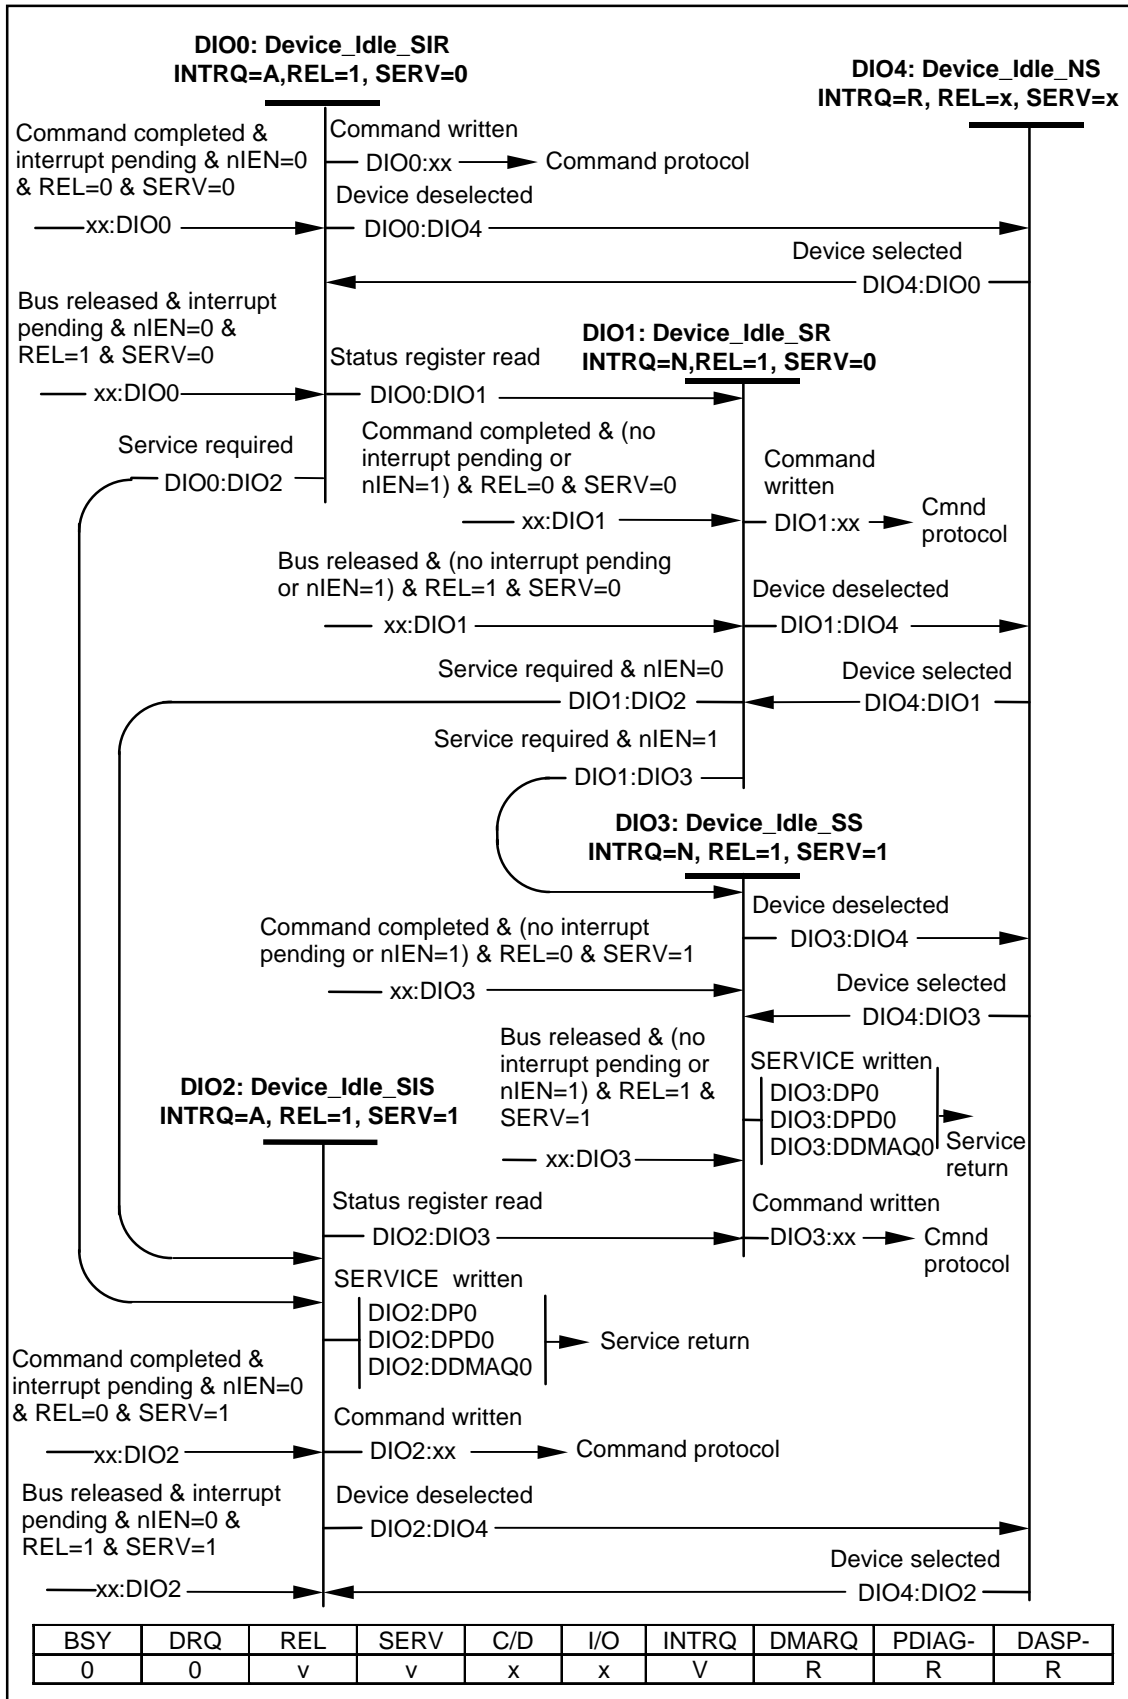 DIO0: Device_Idle_SIR
INTRQ=A,REL=1, SERV=0
DIO4: Device_Idle_NS
INTRQ=R, REL=x, SERV=x
Command completed &
interrupt pending & nIEN=0
& REL=0 & SERV=0
xx:DIO0
Command written
DIO0:xx
Command protocol
Device deselected
DIO0:DIO4
Device selected
DIO4:DIO0
Bus released & interrupt
pending & nIEN=0 &
REL=1 & SERV=0
xx:DIO0
Status register read
DIO0:DIO1
DIO1: Device_Idle_SR
INTRQ=N,REL=1, SERV=0
Service required
DIO0:DIO2
Command completed & (no
interrupt pending or
nIEN=1) & REL=0 & SERV=0
xx:DIO1
Command
written
DIO1:xx
Cmnd
protocol
Bus released & (no interrupt pending
or nIEN=1) & REL=1 & SERV=0
xx:DIO1
Device deselected
DIO1:DIO4
Service required & nIEN=0
DIO1:DIO2
Device selected
DIO4:DIO1
Service required & nIEN=1
DIO1:DIO3
DIO3: Device_Idle_SS
INTRQ=N, REL=1, SERV=1
Device deselected
DIO3:DIO4
Command completed & (no interrupt
pending or nIEN=1) & REL=0 & SERV=1
xx:DIO3
Device selected
DIO4:DIO3
Bus released & (no
interrupt pending or
nIEN=1) & REL=1 &
SERV=1
xx:DIO3
SERVICE written
DIO3:DP0
DIO3:DPD0
DIO3:DDMAQ0
Service
return
DIO2: Device_Idle_SIS
INTRQ=A, REL=1, SERV=1
Status register read
DIO2:DIO3
Command written
DIO3:xx
Cmnd
protocol
SERVICE written
DIO2:DP0
DIO2:DPD0
DIO2:DDMAQ0
Service return
Command completed &
interrupt pending & nIEN=0
& REL=0 & SERV=1
xx:DIO2
Command written
DIO2:xx
Command protocol
Bus released & interrupt
pending & nIEN=0 &
REL=1 & SERV=1
xx:DIO2
Device deselected
DIO2:DIO4
Device selected
DIO4:DIO2
BSY DRQ REL SERV C/D I/O INTRQ DMARQ PDIAG- DASP-
0 0 v v x x V R R R